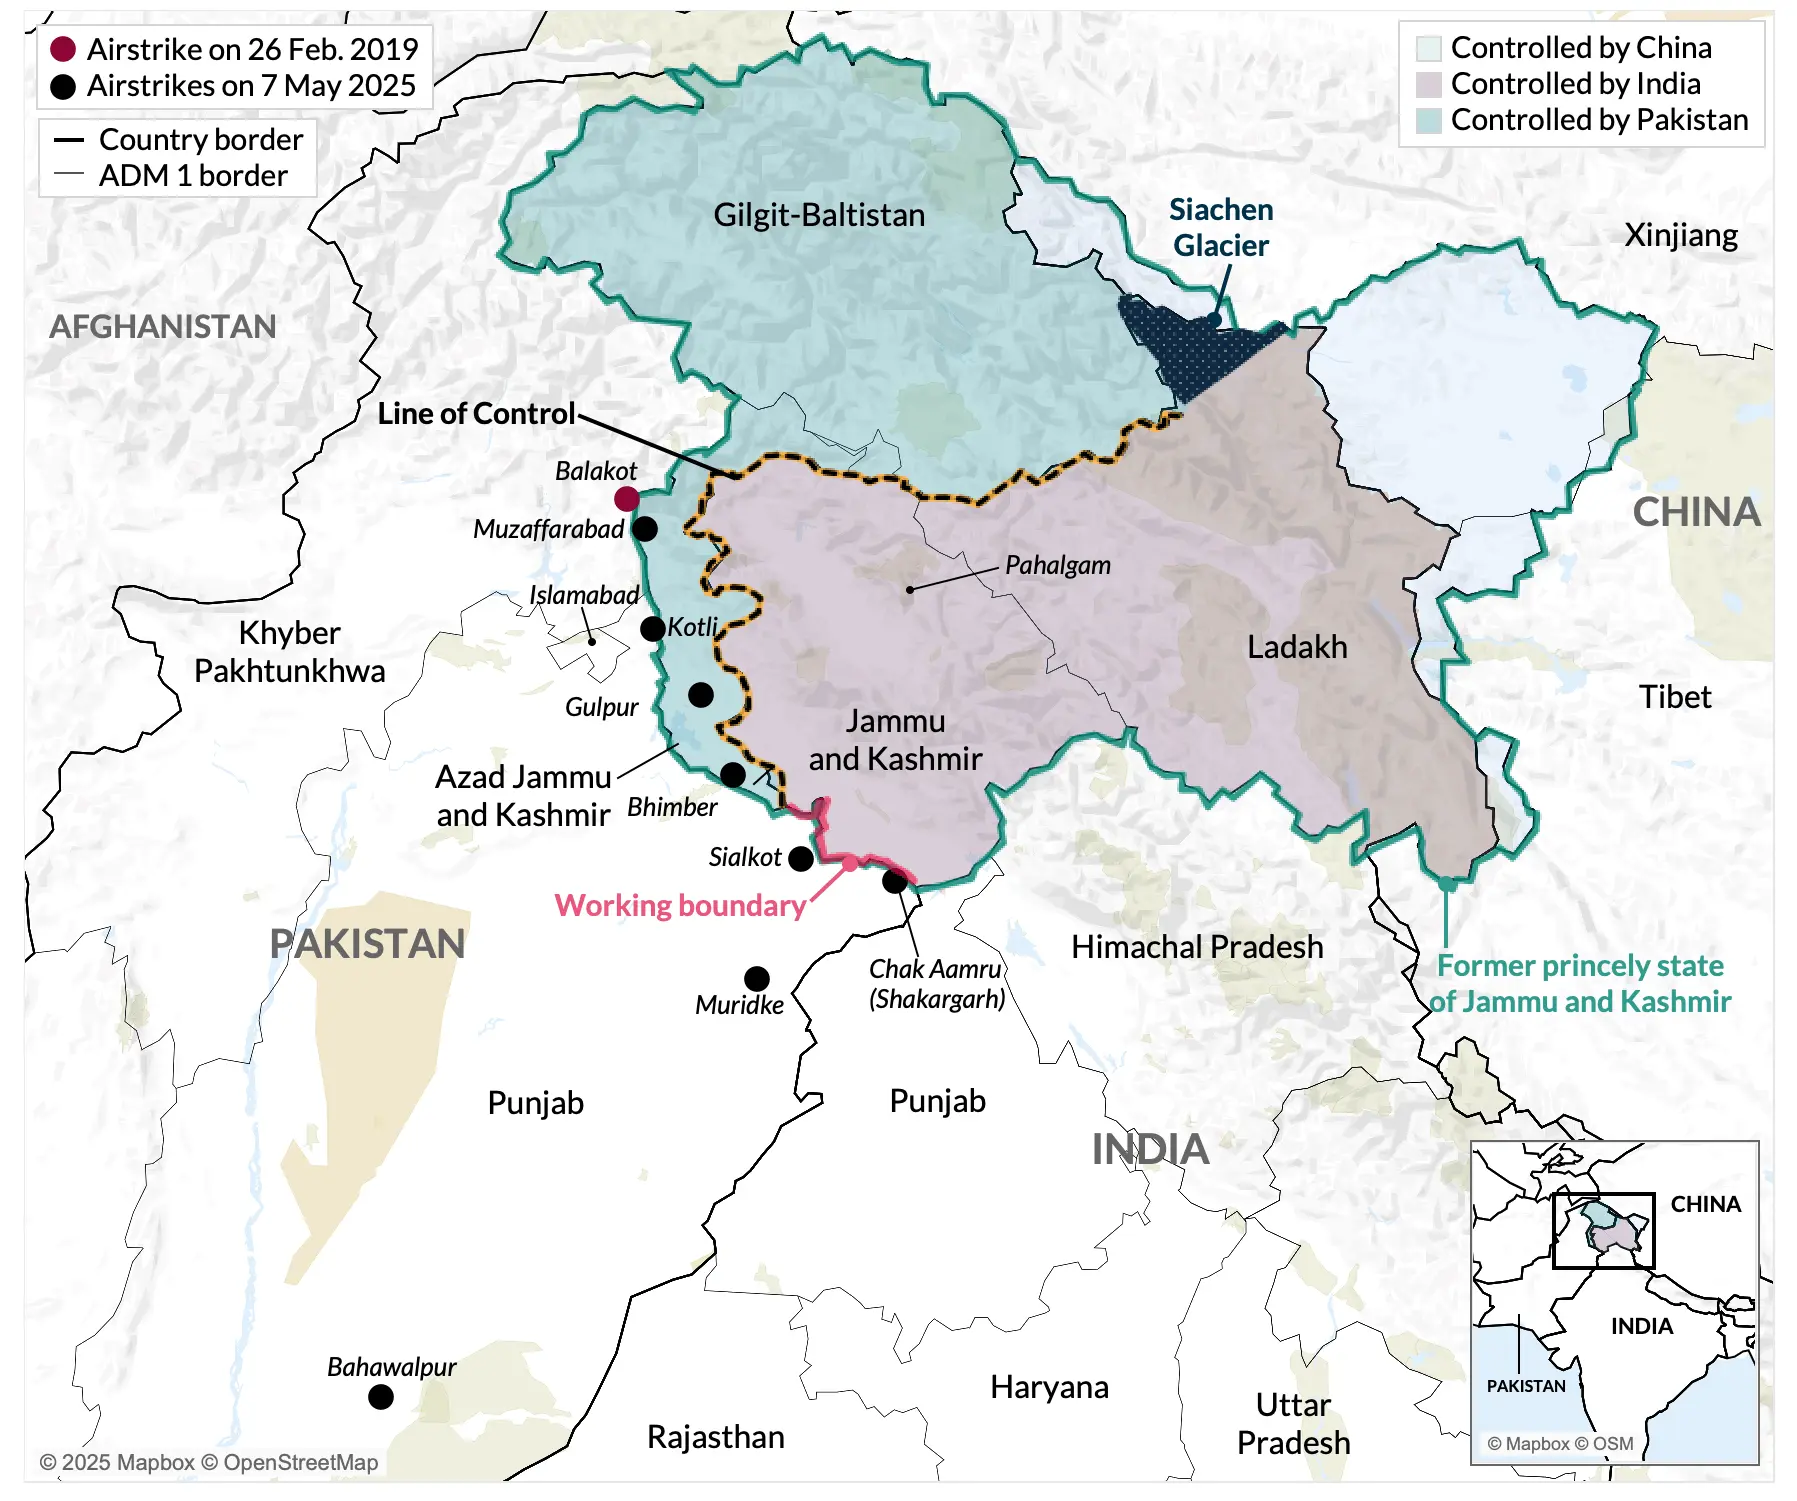 Airstrike on 26 Feb. 2019
Airstrikes on 7 May 2025
Country border
ADM 1 border
Controlled by China
Controlled by India
Controlled by Pakistan
Gilgit-Baltistan
Siachen
Glacier
Xinjiang
AFGHANISTAN
Line of Control
Balakot
Muzaffarabad
CHINA
Pahalgam
Islamabad
Kotli
Khyber
Pakhtunkhwa
Ladakh
Tibet
Gulpur
Jammu
and Kashmir
Azad Jammu
and Kashmir
Bhimber
Sialkot
Working boundary
PAKISTAN
Himachal Pradesh
Chak Aamru
(Shakargarh)
Former princely state
of Jammu and Kashmir
Muridke
Punjab
Punjab
INDIA
CHINA
INDIA
PAKISTAN
© Mapbox © OSM
Bahawalpur
Haryana
Uttar
Pradesh
Rajasthan
© 2025 Mapbox © OpenStreetMap